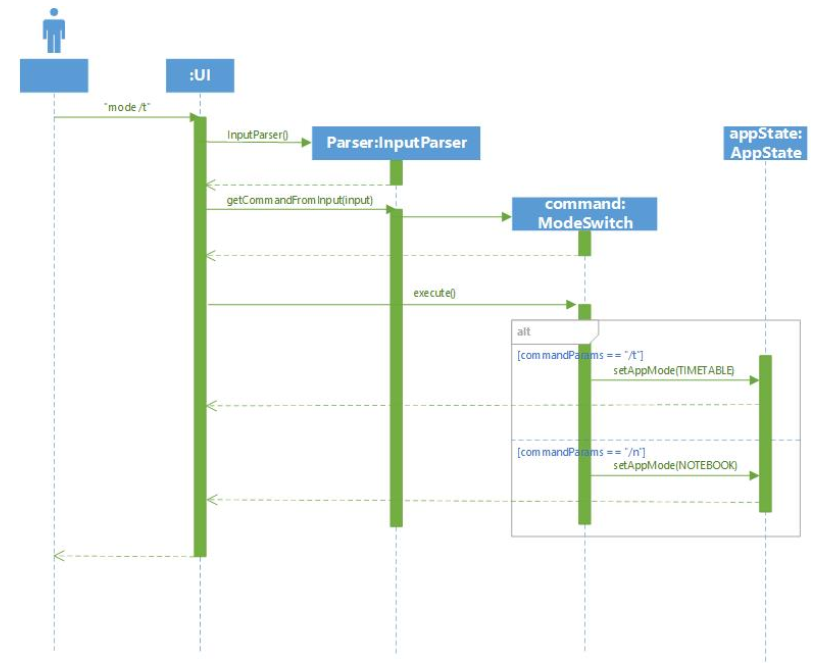 :UI
"mode /t"
InputParser()
Parser:InputParser
appState:
AppState
getCommandFromInput(input)
command:
ModeSwitch
execute()
alt
[commandParams == "/t"]
setAppMode(TIMETABLE)
[commandParams == "/n"]
setAppMode(NOTEBOOK)